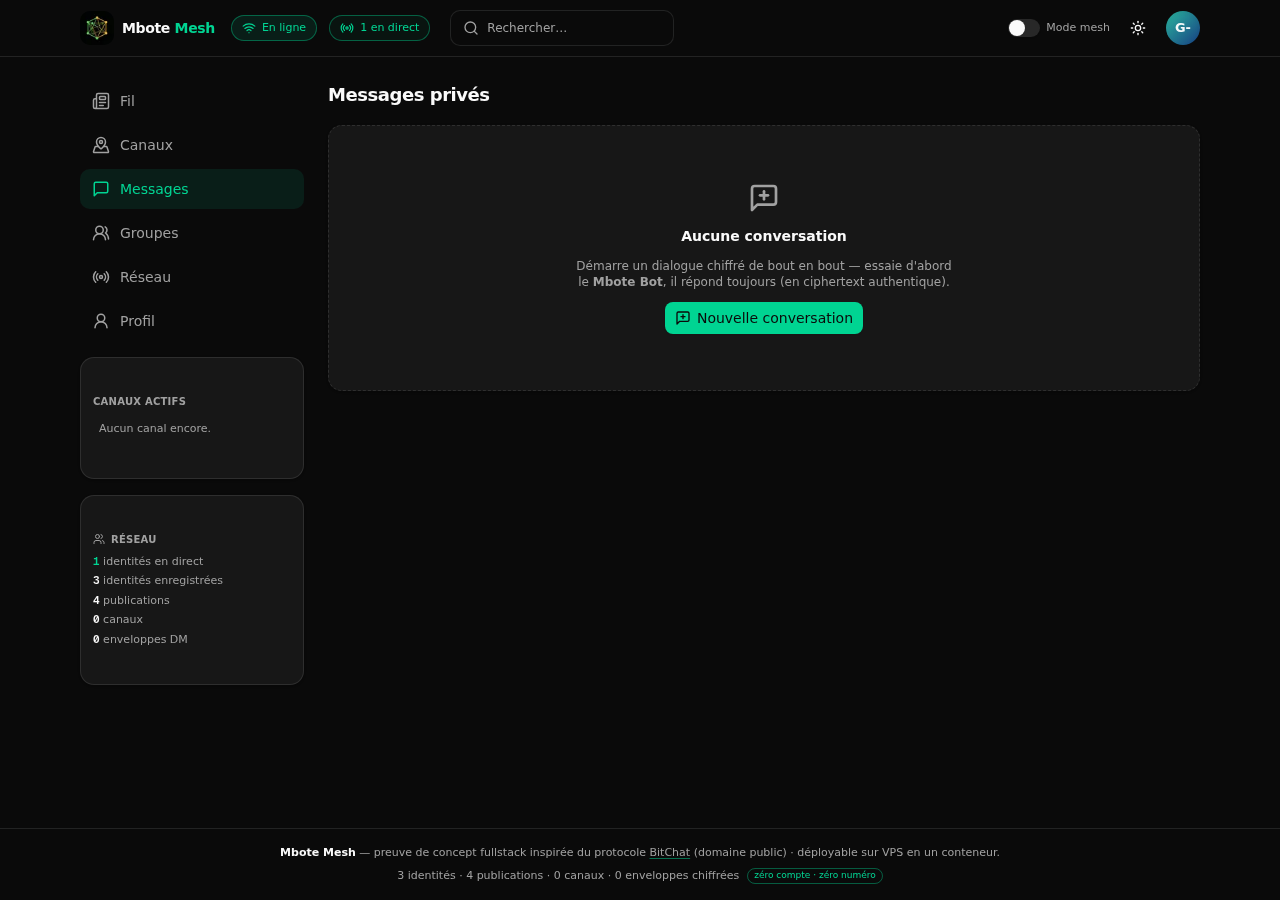 Mbote Mesh
En ligne
1 en direct
Rechercher…
Mode mesh
G-
Fil
Canaux
Messages
Groupes
Réseau
Profil
CANAUX ACTIFS
Aucun canal encore.
RÉSEAU
1 identités en direct
3 identités enregistrées
4 publications
0 canaux
0 enveloppes DM
Messages privés
Aucune conversation
Démarre un dialogue chiffré de bout en bout — essaie d'abord
le Mbote Bot, il répond toujours (en ciphertext authentique).
Nouvelle conversation
Mbote Mesh — preuve de concept fullstack inspirée du protocole BitChat (domaine public) · déployable sur VPS en un conteneur.
3 identités · 4 publications · 0 canaux · 0 enveloppes chiffrées zéro compte · zéro numéro